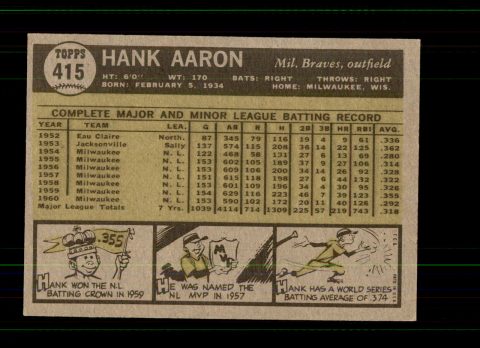 TOPPS
415
HANK AARON
Mil. Braves, outfield
HT: 6'0" WT: 170 BATS: RIGHT THROWS: RIGHT
BORN: FEBRUARY 5, 1934 HOME: MILWAUKEE, WIS.
COMPLETE MAJOR AND MINOR LEAGUE BATTING RECORD
YEAR TEAM LEA. G AB R H 2B 3B HR RBI AVG.
1952 Eau Claire North. 87 345 79 116 19 4 9 61 .336
1953 Jacksonville Sally 137 574 115 208 36 14 22 125 .362
1954 Milwaukee N. L. 122 468 58 131 27 6 13 69 .280
1955 Milwaukee N. L. 153 602 105 189 37 9 27 106 .314
1956 Milwaukee N. L. 153 609 106 200 34 14 26 92 .328
1957 Milwaukee N. L. 151 615 118 198 27 6 44 132 .322
1958 Milwaukee N. L. 153 601 109 196 34 4 30 95 .326
1959 Milwaukee N. L. 154 629 116 223 46 7 39 123 .355
1960 Milwaukee N. L. 153 590 102 172 20 11 40 126 .292
Major League Totals 7 Yrs. 1039 4114 714 1309 225 57 219 743 .318
.355
HANK WON THE N.L.
BATTING CROWN IN 1959
MVP
HE WAS NAMED THE
NL MVP IN 1957
HANK HAS A WORLD SERIES
BATTING AVERAGE OF .374